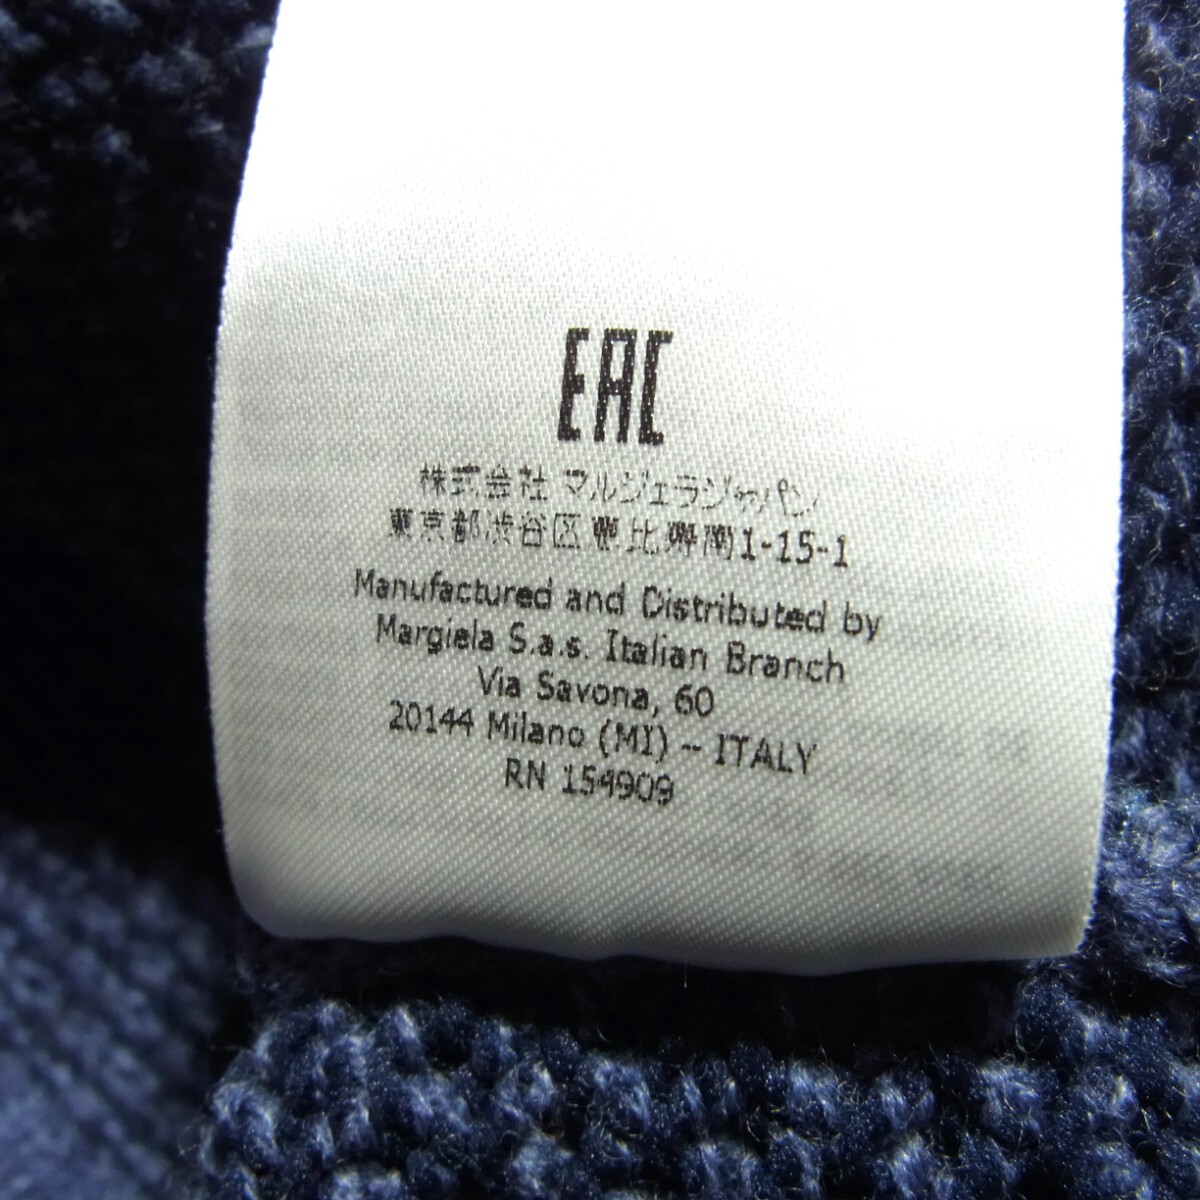 EAC
株式会社 マルジェラジャパン
東京都渋谷区恵比寿南1-15-1
Manufactured and Distributed by
Margiela S.a.s. Italian Branch
Via Savona, 60
20144 Milano (MI) - ITALY
RN 154909